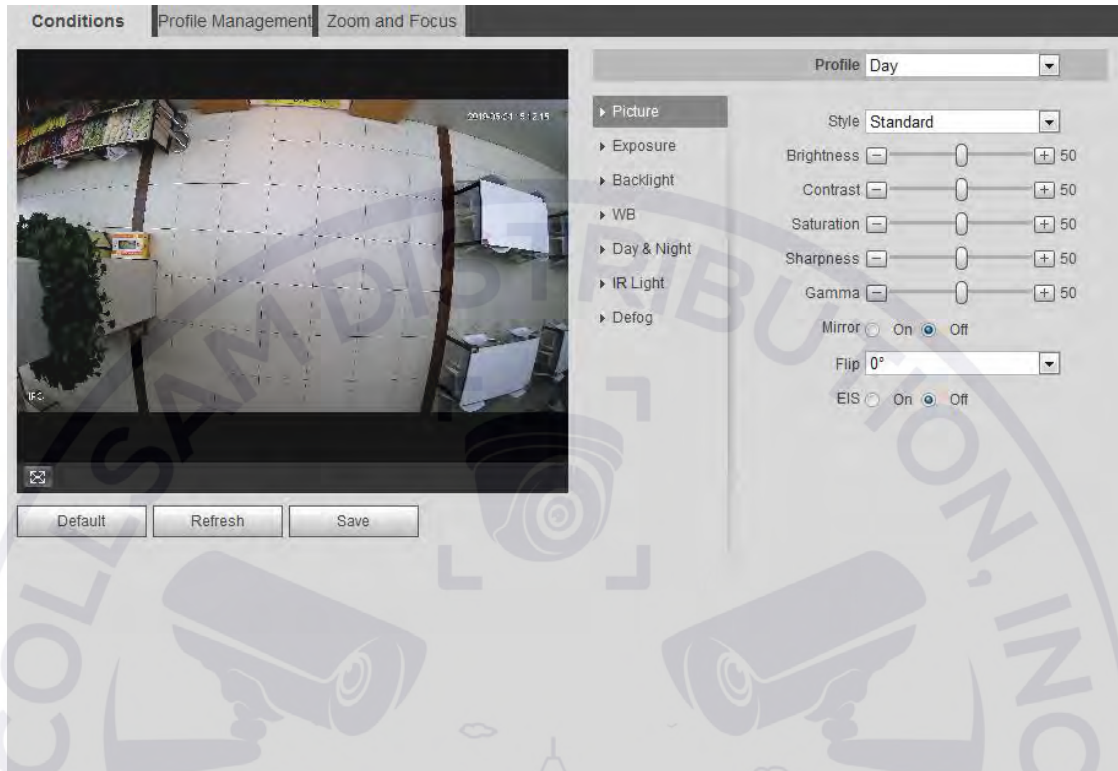 Conditions Profile Management Zoom and Focus
Profile Day
Picture
Exposure
Backlight
WB
Day & Night
IR Light
Defog
Style Standard
Brightness - + 50
Contrast - + 50
Saturation - + 50
Sharpness - + 50
Gamma - + 50
Mirror On Off
Flip 0°
EIS On Off
Default Refresh Save
DISTRIBUTION, INC